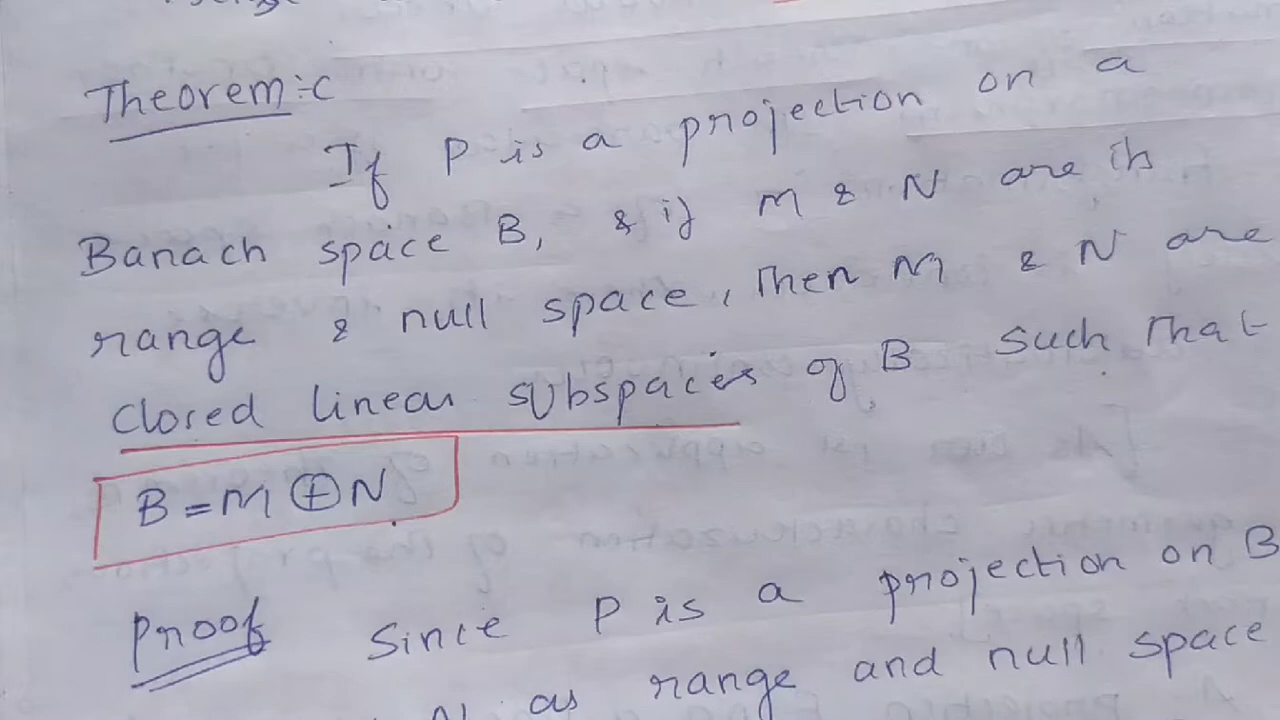 Theorem:-
If P is a projection on a
Banach space B, & if M & N are its
range & null space, Then M & N are
closed linear subspaces of B such that
B = M ⊕ N
Proof Since P is a projection on B
N as range and null space